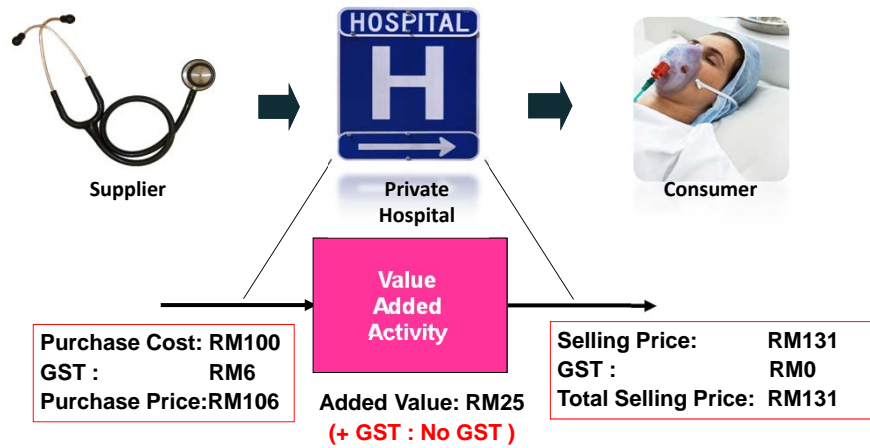 HOSPITAL
H
Supplier
Private
Hospital
Consumer
Value
Added
Activity
Purchase Cost: RM100
GST : RM6
Purchase Price:RM106
Added Value: RM25
(+ GST : No GST )
Selling Price: RM131
GST : RM0
Total Selling Price: RM131